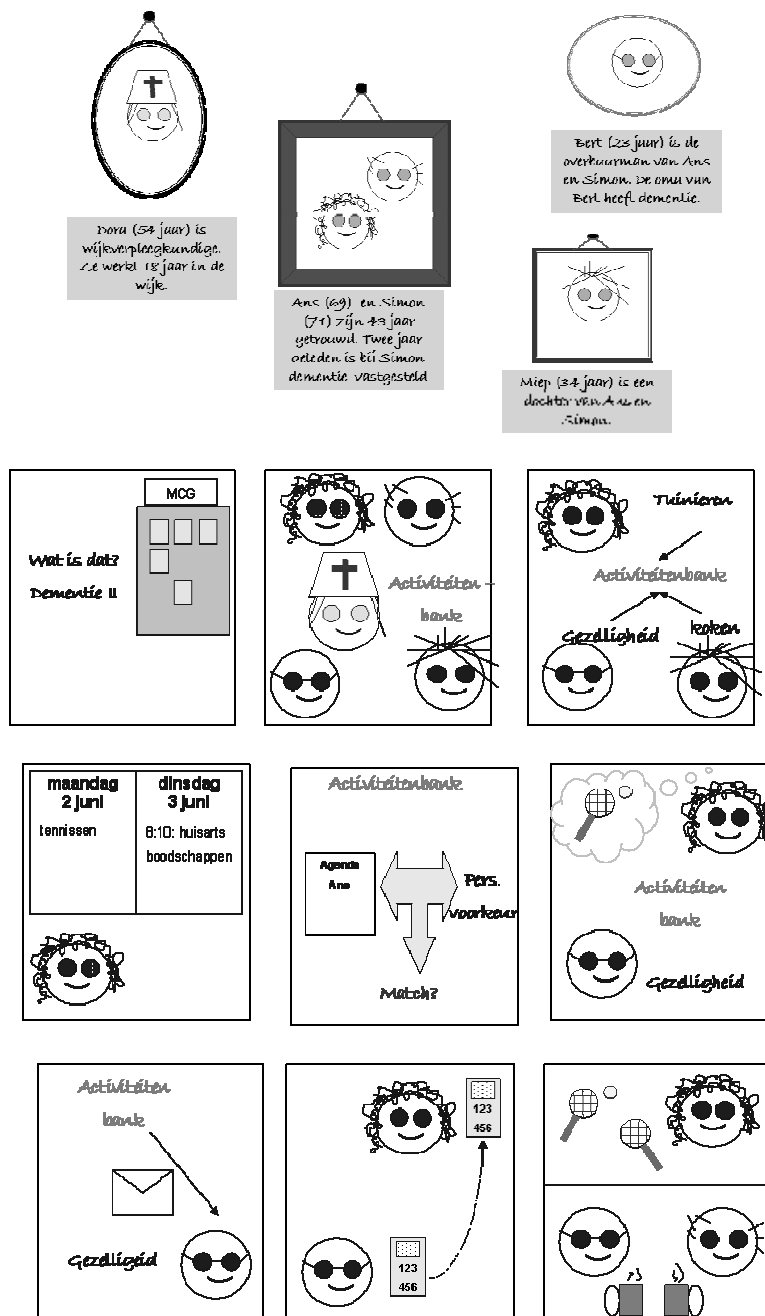 Dora (54 jaar) is
wijkverpleegkundige.
Ze werkt 18 jaar in de
wijk.
Ans (69) en Simon
(71) zijn 43 jaar
getrouwd. Twee jaar
geleden is bij Simon
dementie vastgesteld
Bert (23 jaar) is de
overbuurman van Ans
en Simon. De oma van
Bert heeft dementie.
Miep (34 jaar) is een
dochter van Ans en
Simon.
MCG
Wat is dat?
Dementie !!
Activiteiten -
bank
Tuinieren
Activiteitenbank
Gezelligheid
koken
maandag
2 juni
tennissen
dinsdag
3 juni
8:10: huisarts
boodschappen
Activiteitenbank
Agenda
Ans
Pers.
voorkeur
Match?
Activiteiten
bank
Gezelligheid
Activiteiten
bank
Gezelligeid
123
456
123
456